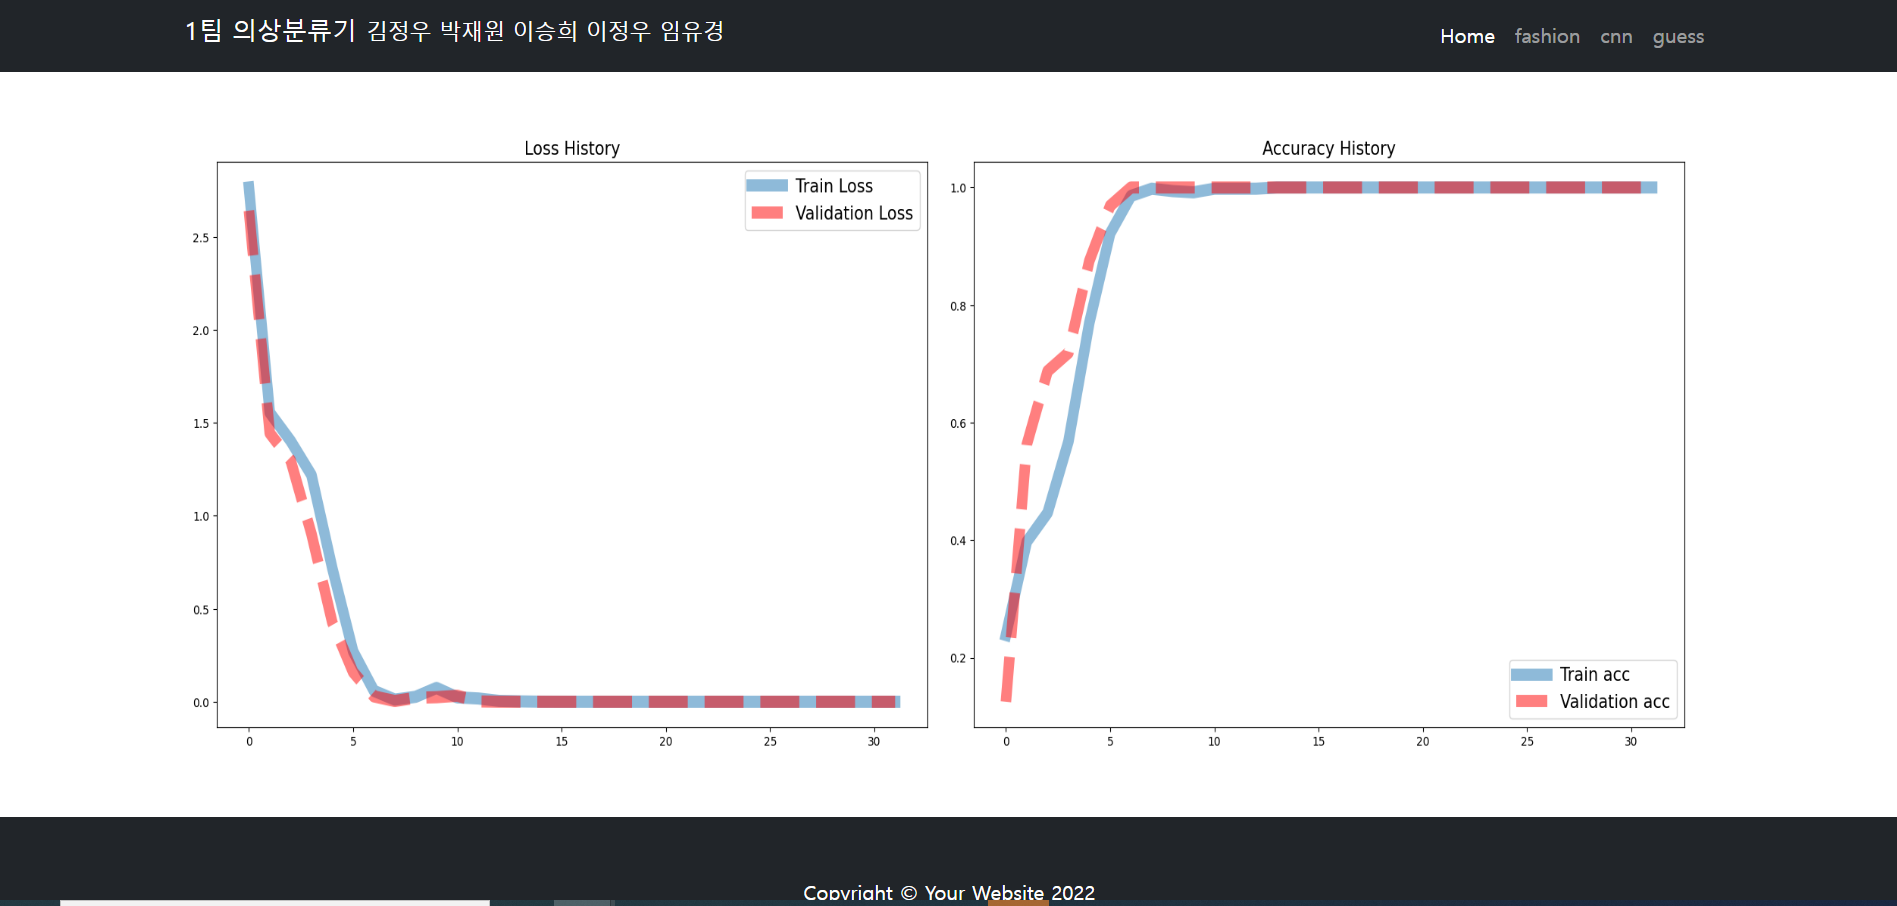 1팀 의상분류기 김정우 박재원 이승희 이정우 임유경
Home fashion cnn guess
Loss History
Train Loss
Validation Loss
2.5
2.0
1.5
1.0
0.5
0.0
0 5 10 15 20 25 30
Accuracy History
1.0
0.8
0.6
0.4
0.2
Train acc
Validation acc
0 5 10 15 20 25 30
Copyright © Your Website 2022